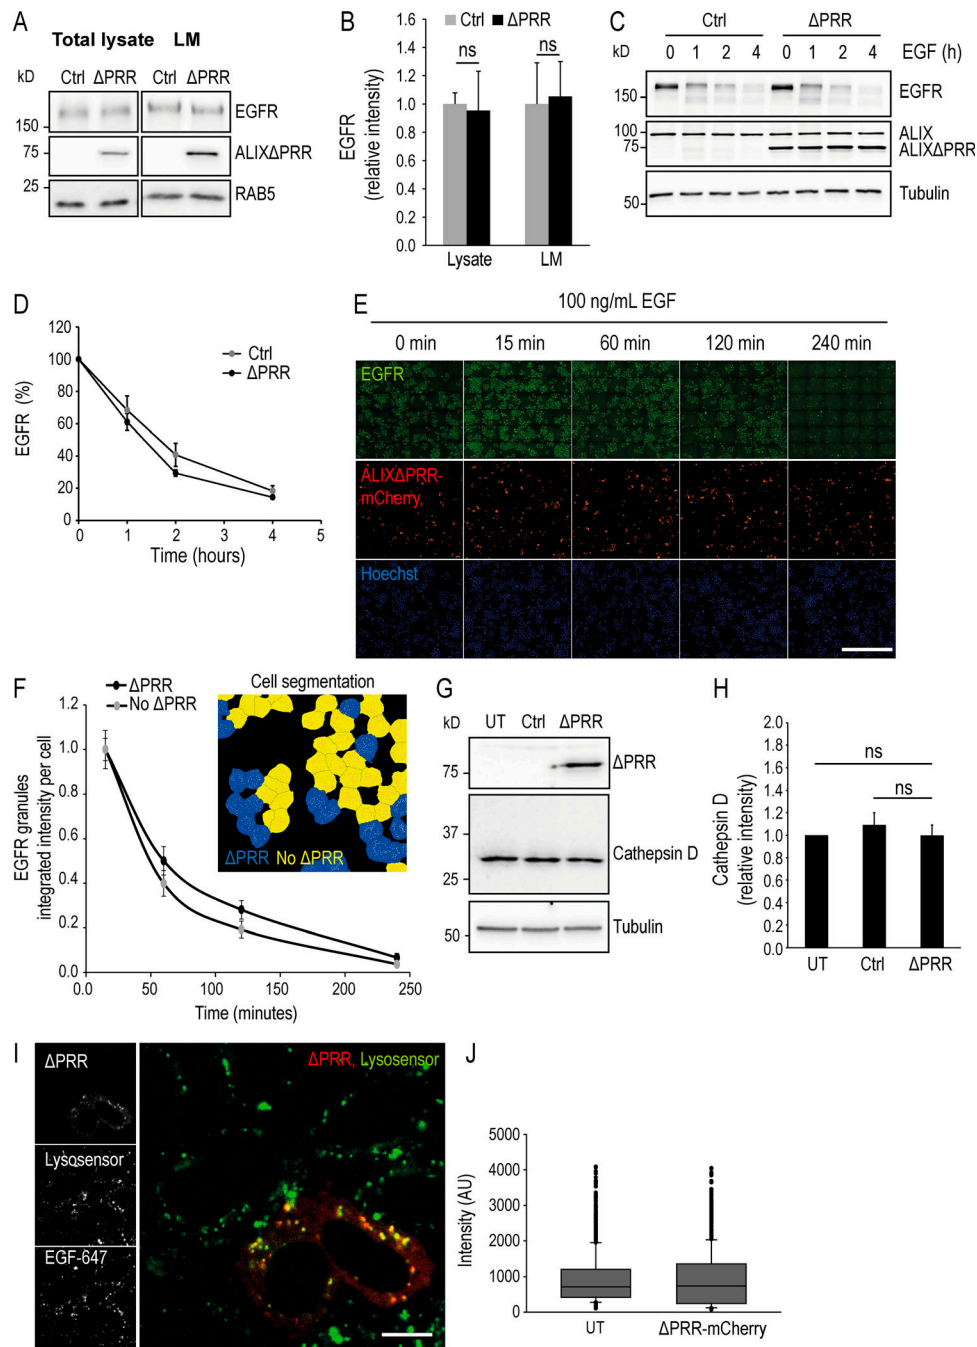 A
Total lysate LM
kD Ctrl ΔPRR Ctrl ΔPRR
EGFR
150
75
ALIXΔPRR
25
RAB5
B
Ctrl ΔPRR
1.6
1.4
1.2
1.0
0.8
0.6
0.4
0.2
0.0
ns ns
EGFR
(relative intensity)
Lysate LM
C
Ctrl ΔPRR
kD 0 1 2 4 0 1 2 4 EGF (h)
150
EGFR
100
ALIX
75
ALIXΔPRR
50
Tubulin
D
120
100
80
60
40
20
0
EGFR (%)
Ctrl
ΔPRR
0 1 2 3 4 5
Time (hours)
E
100 ng/mL EGF
0 min 15 min 60 min 120 min 240 min
EGFR
ALIXΔPRR-
mCherry,
Hoechst
F
ΔPRR
No ΔPRR
Cell segmentation
ΔPRR No ΔPRR
1.2
1.0
0.8
0.6
0.4
0.2
0.0
EGFR granules
integrated intensity per cell
0 50 100 150 200 250
Time (minutes)
G
kD UT Ctrl ΔPRR
75
ΔPRR
37
Cathepsin D
25
50
Tubulin
H
2.0
1.8
1.6
1.4
1.2
1.0
0.8
0.6
0.4
0.2
0.0
ns
ns
Cathepsin D
(relative intensity)
UT Ctrl ΔPRR
I
ΔPRR
Lysosensor
EGF-647
ΔPRR, Lysosensor
J
5000
4000
3000
2000
1000
0
Intensity (AU)
UT ΔPRR-mCherry